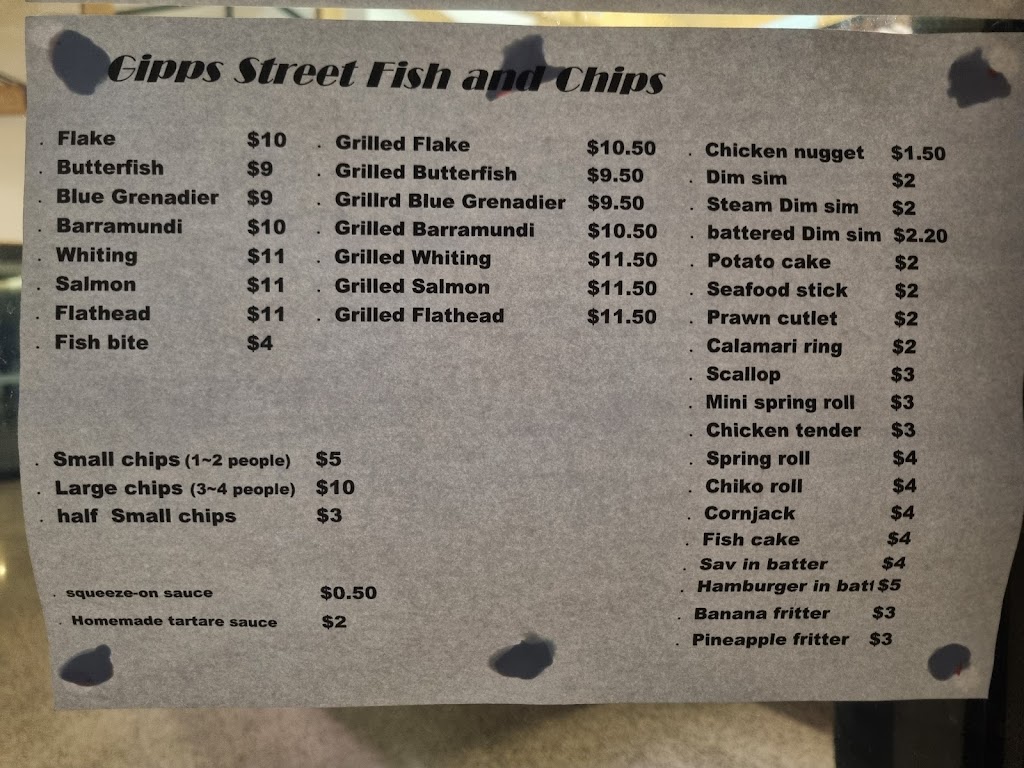 Gipps Street Fish and Chips
. Flake $10
. Butterfish $9
. Blue Grenadier $9
. Barramundi $10
. Whiting $11
. Salmon $11
. Flathead $11
. Fish bite $4
. Small chips (1~2 people) $5
. Large chips (3~4 people) $10
. half Small chips $3
. squeeze-on sauce $0.50
. Homemade tartare sauce $2
. Grilled Flake $10.50
. Grilled Butterfish $9.50
. Grillrd Blue Grenadier $9.50
. Grilled Barramundi $10.50
. Grilled Whiting $11.50
. Grilled Salmon $11.50
. Grilled Flathead $11.50
. Chicken nugget $1.50
. Dim sim $2
. Steam Dim sim $2
. battered Dim sim $2.20
. Potato cake $2
. Seafood stick $2
. Prawn cutlet $2
. Calamari ring $2
. Scallop $3
. Mini spring roll $3
. Chicken tender $3
. Spring roll $4
. Chiko roll $4
. Cornjack $4
. Fish cake $4
. Sav in batter $4
. Hamburger in batt $5
. Banana fritter $3
. Pineapple fritter $3